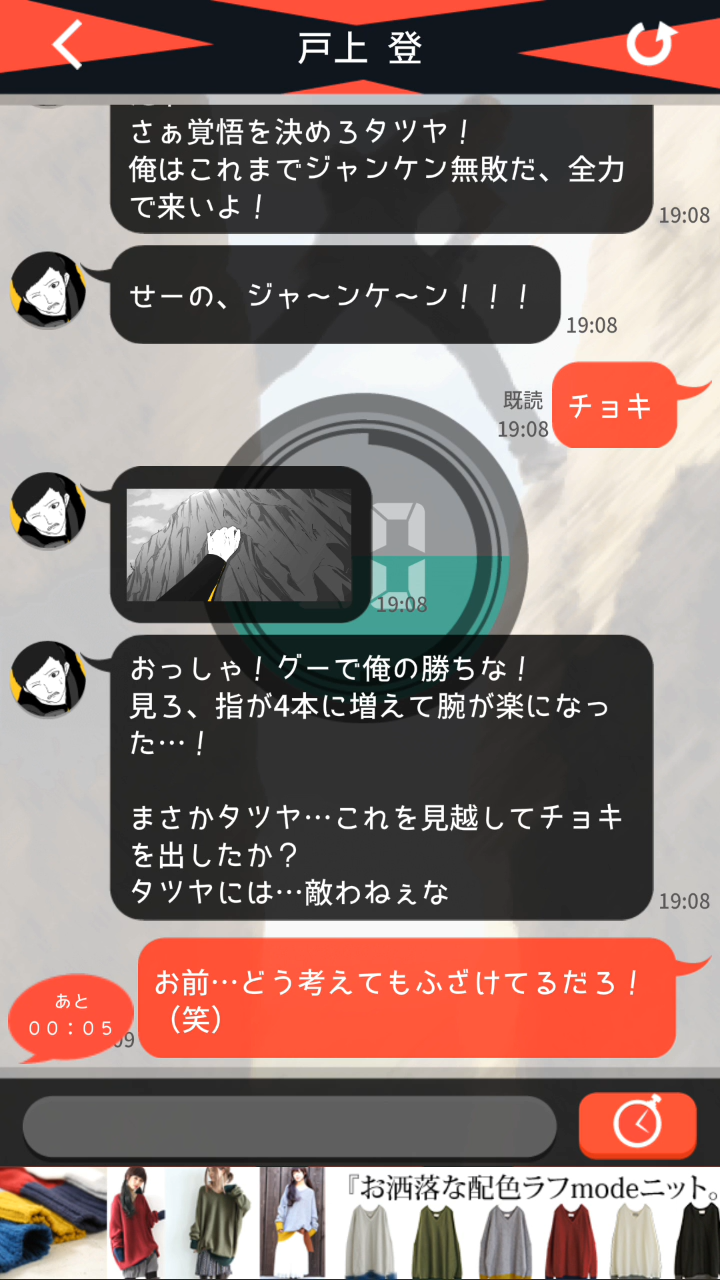 戸上 登
さぁ覚悟を決めろタツヤ！
俺はこれまでジャンケン無敗だ、全力
で来いよ！
19:08
せーの、ジャ～ンケ～ン！！！
19:08
チョキ
既読
19:08
19:08
おっしゃ！グーで俺の勝ちな！
見ろ、指が4本に増えて腕が楽になっ
た…！
まさかタツヤ…これを見越してチョキ
を出したか？
タツヤには…敵わねぇな
19:08
お前…どう考えてもふざけてるだろ！
（笑）
あと
００：０５
09
『お洒落な配色ラフmodeニット。